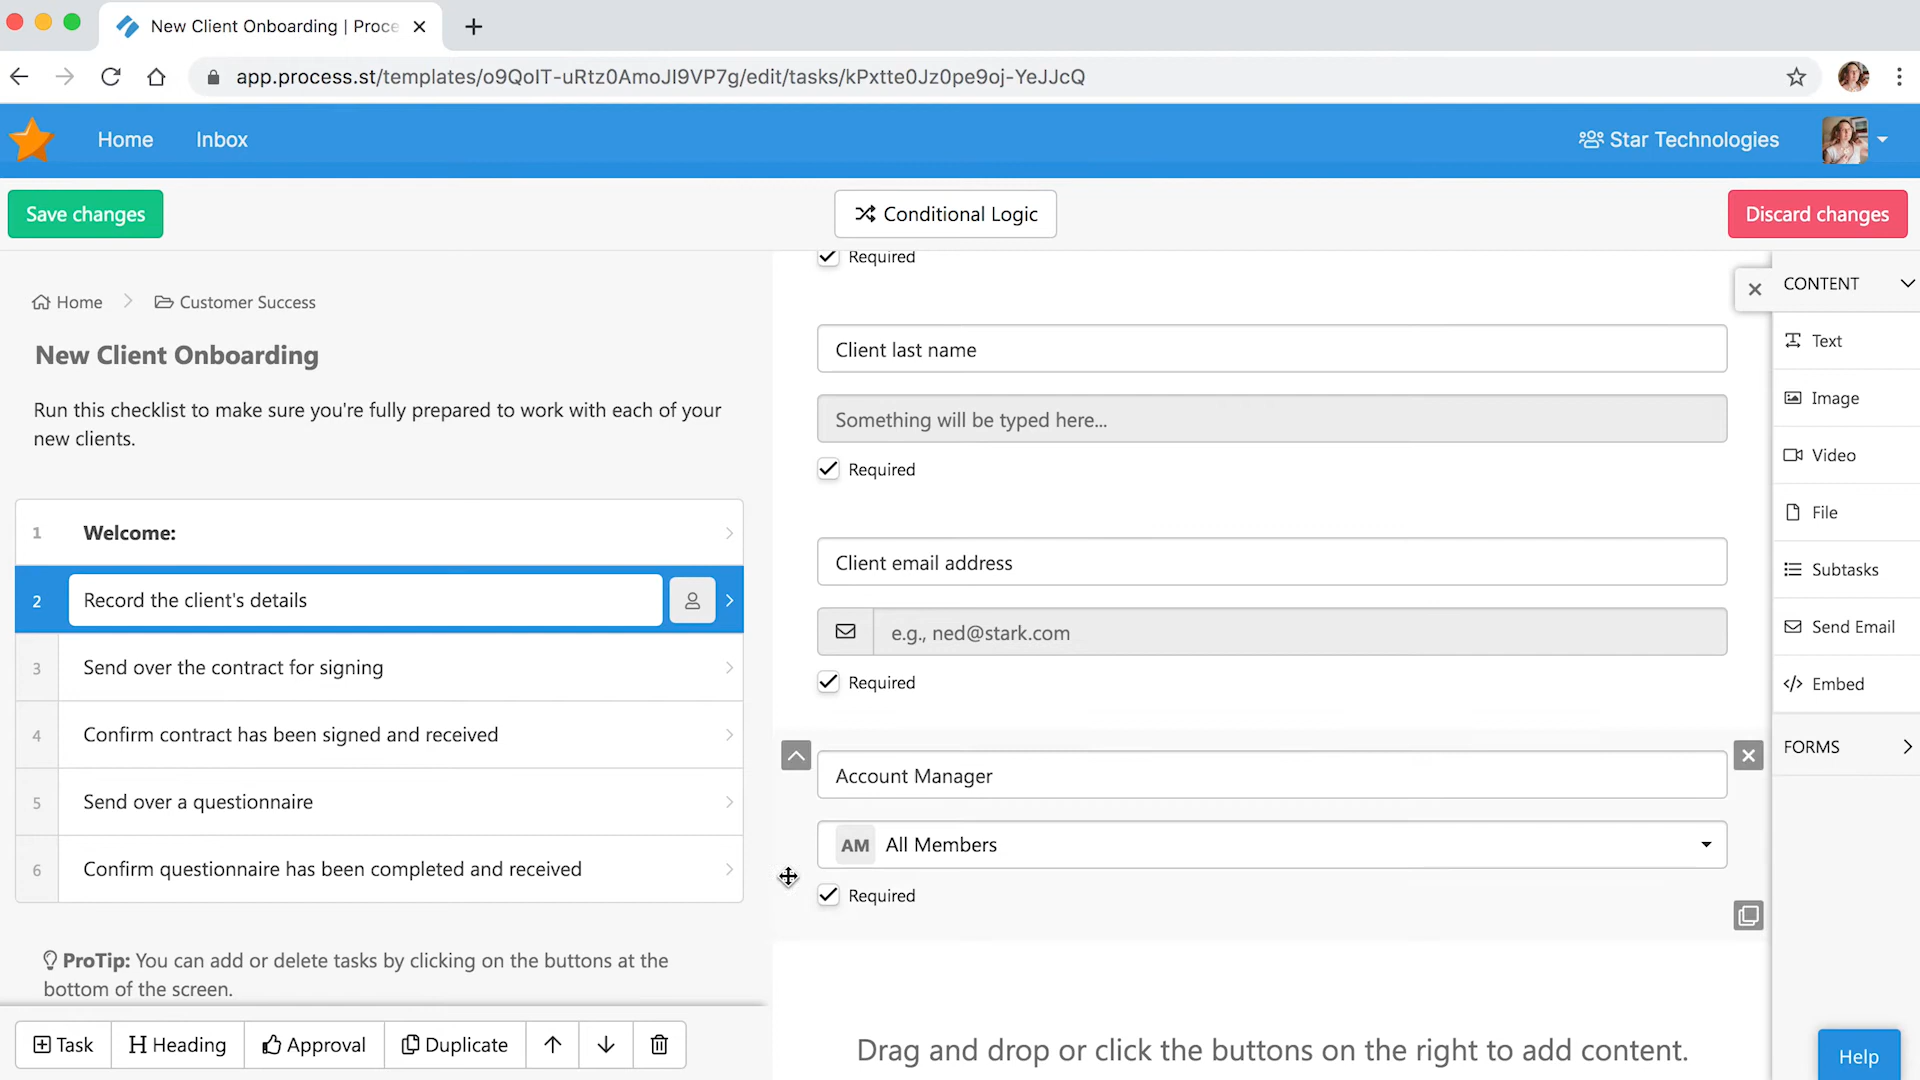 New Client Onboarding | Proce
app.process.st/templates/o9QoIT-uRtz0AmoJI9VP7g/edit/tasks/kPxtte0Jz0pe9oj-YeJJcQ
Home
Inbox
Star Technologies
Save changes
Conditional Logic
Discard changes
Home
Customer Success
New Client Onboarding
Run this checklist to make sure you're fully prepared to work with each of your
new clients.
1 Welcome:
2 Record the client's details
3 Send over the contract for signing
4 Confirm contract has been signed and received
5 Send over a questionnaire
6 Confirm questionnaire has been completed and received
ProTip: You can add or delete tasks by clicking on the buttons at the
bottom of the screen.
Task
Heading
Approval
Duplicate
Required
Client last name
Something will be typed here...
Required
Client email address
e.g., ned@stark.com
Required
Account Manager
AM All Members
Required
Drag and drop or click the buttons on the right to add content.
CONTENT
Text
Image
Video
File
Subtasks
Send Email
Embed
FORMS
Help